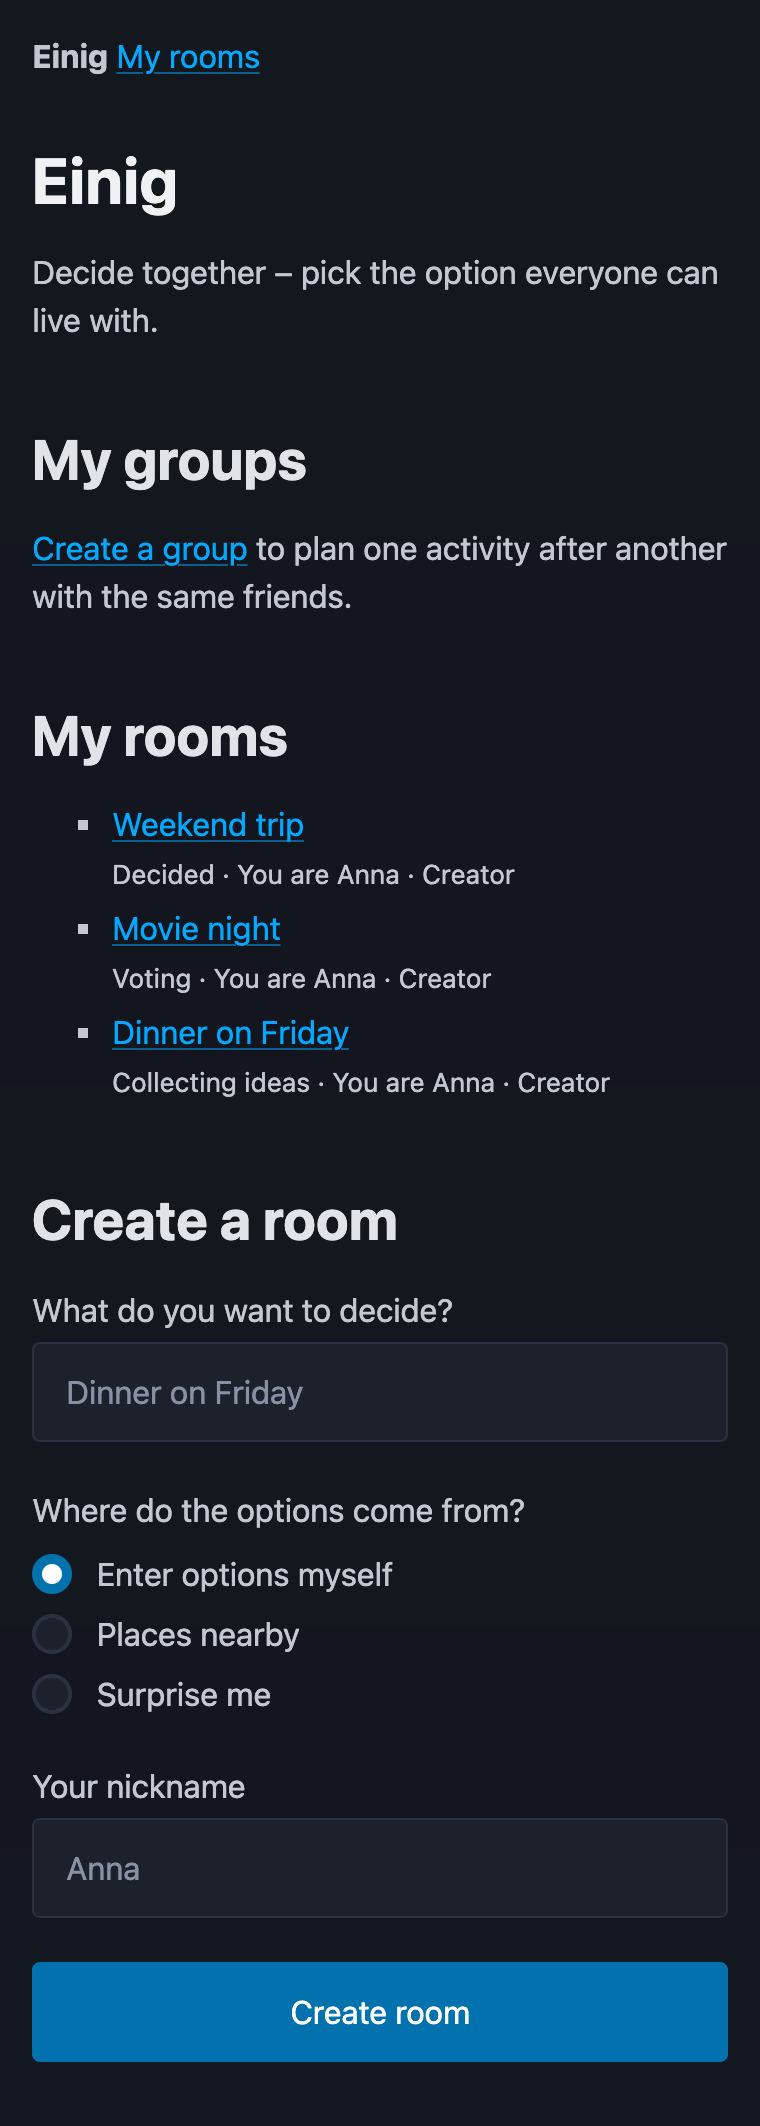 Einig My rooms
Einig
Decide together – pick the option everyone can
live with.
My groups
Create a group to plan one activity after another
with the same friends.
My rooms
Weekend trip
Decided · You are Anna · Creator
Movie night
Voting · You are Anna · Creator
Dinner on Friday
Collecting ideas · You are Anna · Creator
Create a room
What do you want to decide?
Dinner on Friday
Where do the options come from?
Enter options myself
Places nearby
Surprise me
Your nickname
Anna
Create room